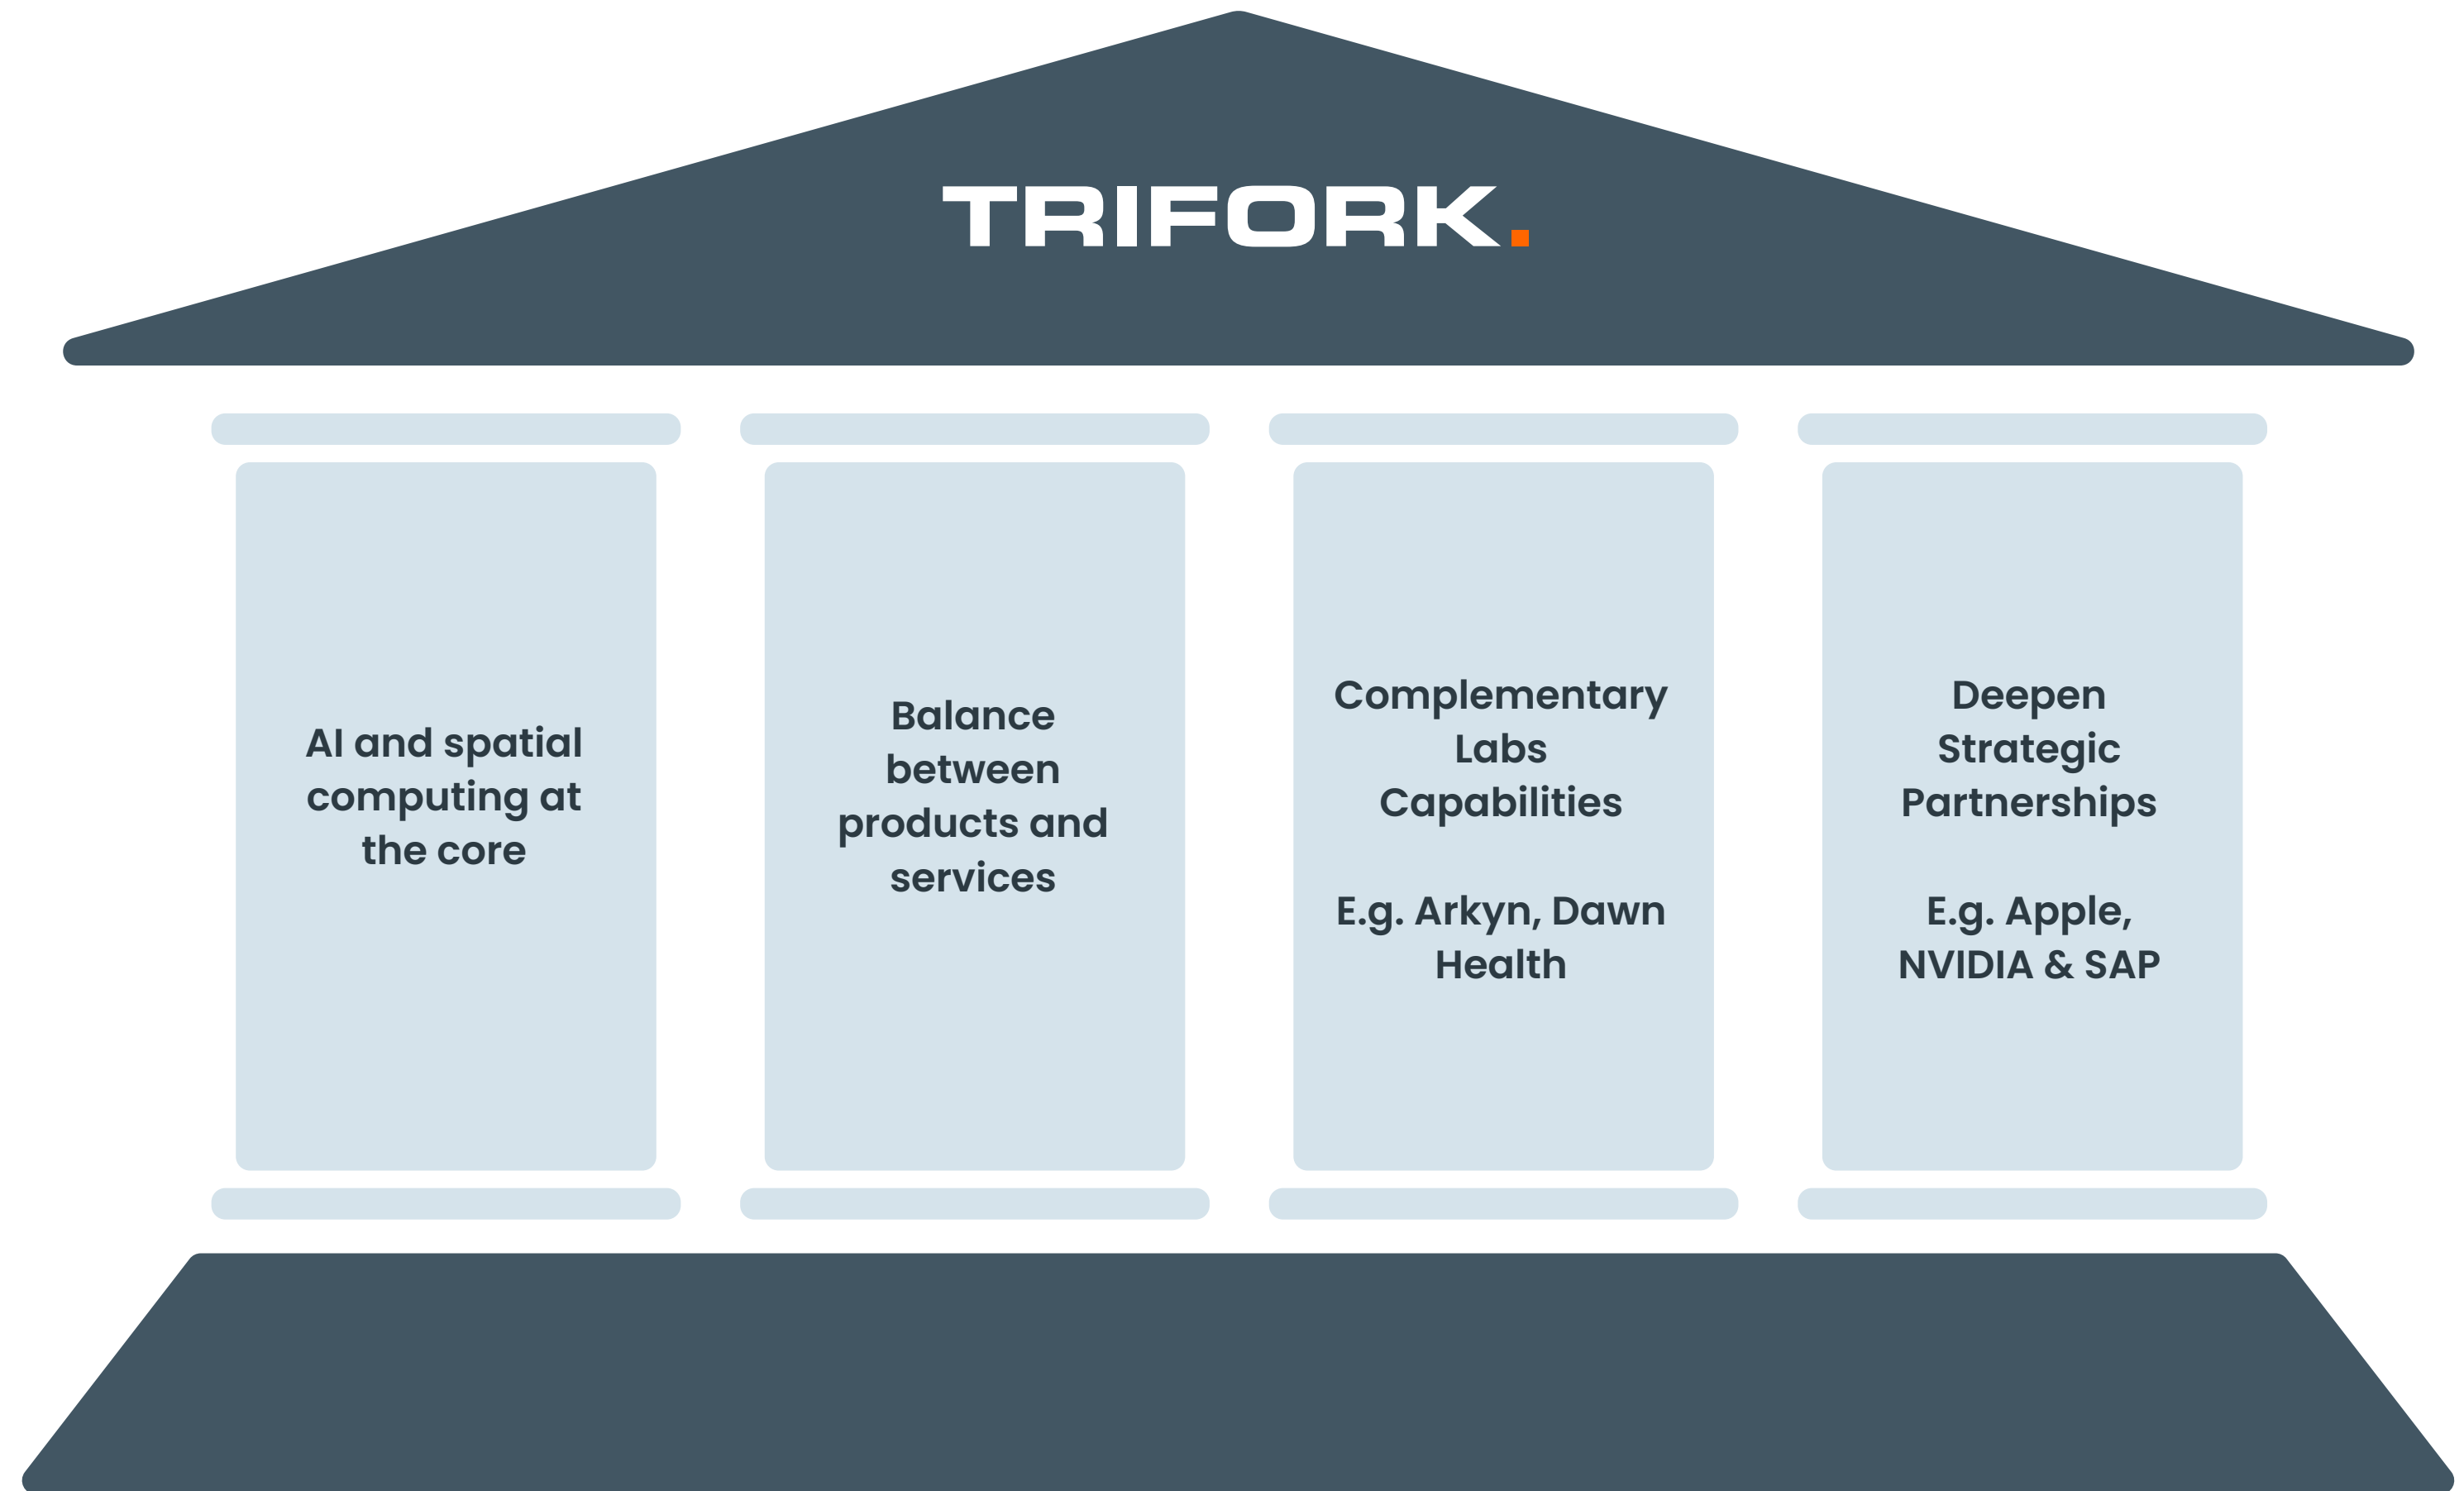 TRIFORK.
AI and spatial
computing at
the core
Balance
between
products and
services
Complementary
Labs
Capabilities
E.g. Arkyn, Dawn
Health
Deepen
Strategic
Partnerships
E.g. Apple,
NVIDIA & SAP